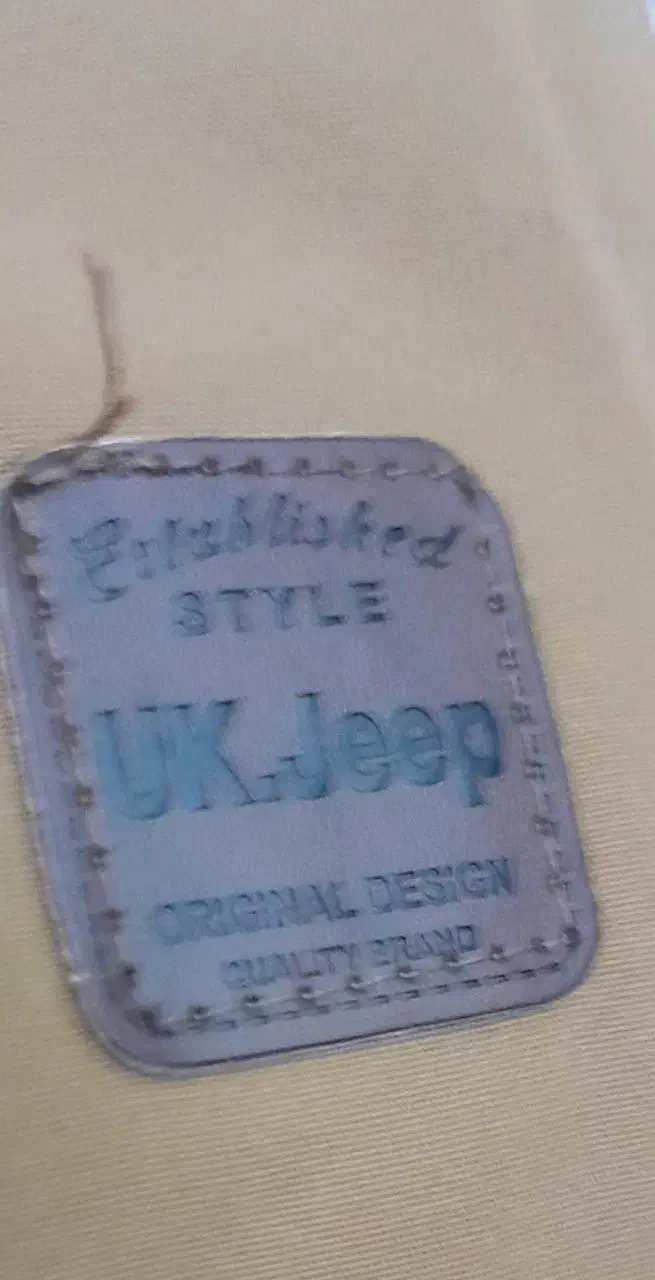 Established
STYLE
UK.Jeep
ORIGINAL DESIGN
QUALITY BRAND